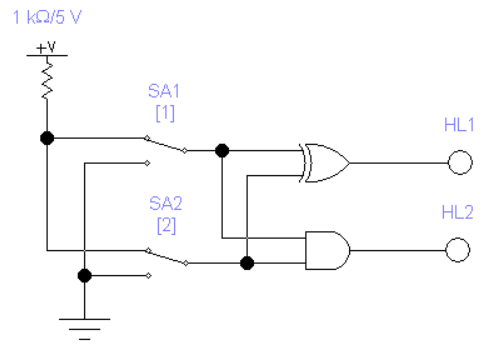 1 kΩ/5 V
+V
SA1
[1]
HL1
SA2
[2]
HL2